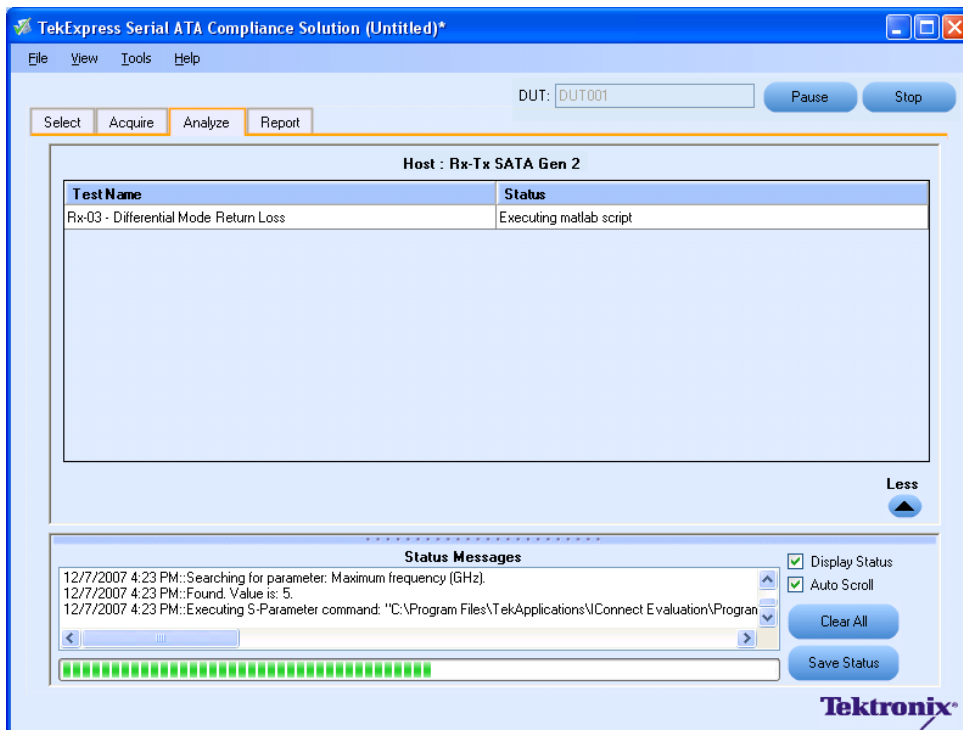 TekExpress Serial ATA Compliance Solution (Untitled)*
File View Tools Help
DUT: DUT001 Pause Stop
Select Acquire Analyze Report
Host : Rx-Tx SATA Gen 2
Test Name Status
Rx-03 - Differential Mode Return Loss Executing matlab script
Less
Status Messages
12/7/2007 4:23 PM::Searching for parameter: Maximum frequency (GHz).
12/7/2007 4:23 PM::Found. Value is: 5.
12/7/2007 4:23 PM::Executing S-Parameter command: "C:\Program Files\TekApplications\IConnect Evaluation\Program
Display Status
Auto Scroll
Clear All
Save Status
Tektronix